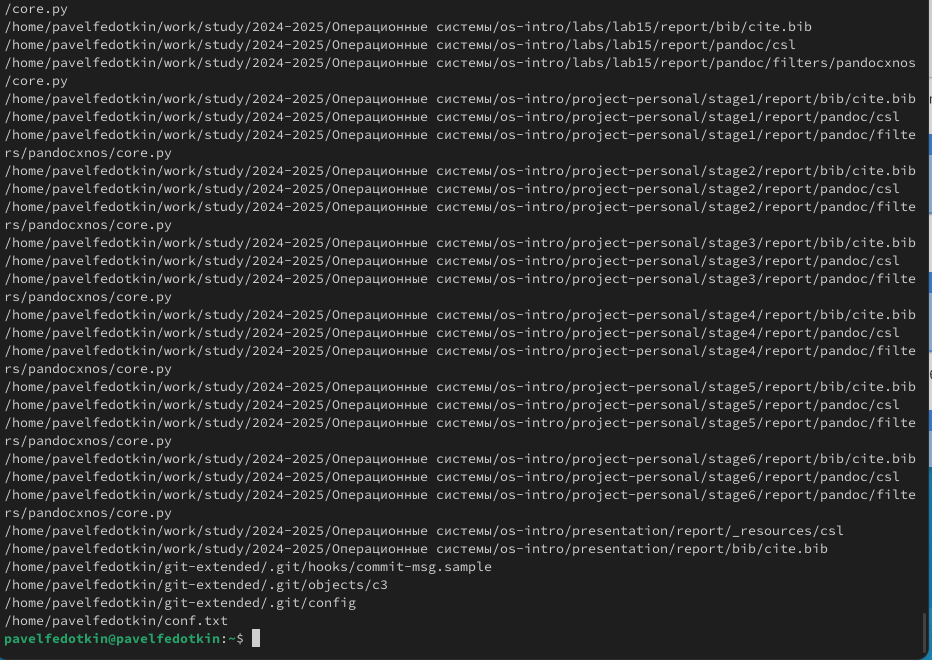 /core.py
/home/pavelfedotkin/work/study/2024-2025/Операционные системы/os-intro/labs/lab15/report/bib/cite.bib
/home/pavelfedotkin/work/study/2024-2025/Операционные системы/os-intro/labs/lab15/report/pandoc/csl
/home/pavelfedotkin/work/study/2024-2025/Операционные системы/os-intro/labs/lab15/report/pandoc/filters/pandocxnos
/core.py
/home/pavelfedotkin/work/study/2024-2025/Операционные системы/os-intro/project-personal/stage1/report/bib/cite.bib
/home/pavelfedotkin/work/study/2024-2025/Операционные системы/os-intro/project-personal/stage1/report/pandoc/csl
/home/pavelfedotkin/work/study/2024-2025/Операционные системы/os-intro/project-personal/stage1/report/pandoc/filte
rs/pandocxnos/core.py
/home/pavelfedotkin/work/study/2024-2025/Операционные системы/os-intro/project-personal/stage2/report/bib/cite.bib
/home/pavelfedotkin/work/study/2024-2025/Операционные системы/os-intro/project-personal/stage2/report/pandoc/csl
/home/pavelfedotkin/work/study/2024-2025/Операционные системы/os-intro/project-personal/stage2/report/pandoc/filte
rs/pandocxnos/core.py
/home/pavelfedotkin/work/study/2024-2025/Операционные системы/os-intro/project-personal/stage3/report/bib/cite.bib
/home/pavelfedotkin/work/study/2024-2025/Операционные системы/os-intro/project-personal/stage3/report/pandoc/csl
/home/pavelfedotkin/work/study/2024-2025/Операционные системы/os-intro/project-personal/stage3/report/pandoc/filte
rs/pandocxnos/core.py
/home/pavelfedotkin/work/study/2024-2025/Операционные системы/os-intro/project-personal/stage4/report/bib/cite.bib
/home/pavelfedotkin/work/study/2024-2025/Операционные системы/os-intro/project-personal/stage4/report/pandoc/csl
/home/pavelfedotkin/work/study/2024-2025/Операционные системы/os-intro/project-personal/stage4/report/pandoc/filte
rs/pandocxnos/core.py
/home/pavelfedotkin/work/study/2024-2025/Операционные системы/os-intro/project-personal/stage5/report/bib/cite.bib
/home/pavelfedotkin/work/study/2024-2025/Операционные системы/os-intro/project-personal/stage5/report/pandoc/csl
/home/pavelfedotkin/work/study/2024-2025/Операционные системы/os-intro/project-personal/stage5/report/pandoc/filte
rs/pandocxnos/core.py
/home/pavelfedotkin/work/study/2024-2025/Операционные системы/os-intro/project-personal/stage6/report/bib/cite.bib
/home/pavelfedotkin/work/study/2024-2025/Операционные системы/os-intro/project-personal/stage6/report/pandoc/csl
/home/pavelfedotkin/work/study/2024-2025/Операционные системы/os-intro/project-personal/stage6/report/pandoc/filte
rs/pandocxnos/core.py
/home/pavelfedotkin/work/study/2024-2025/Операционные системы/os-intro/presentation/report/_resources/csl
/home/pavelfedotkin/work/study/2024-2025/Операционные системы/os-intro/presentation/report/bib/cite.bib
/home/pavelfedotkin/git-extended/.git/hooks/commit-msg.sample
/home/pavelfedotkin/git-extended/.git/objects/c3
/home/pavelfedotkin/git-extended/.git/config
/home/pavelfedotkin/conf.txt
pavelfedotkin@pavelfedotkin:~$